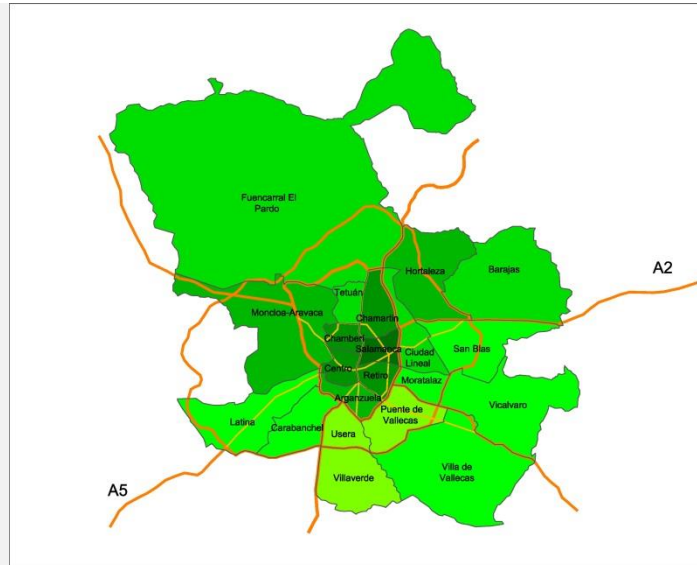 Fuencarral El
Pardo
Hortaleza
Barajas
A2
Tetuán
Moncloa-Aravaca
Chamartín
Chamberí
Salamanca
Ciudad
Lineal
San Blas
Centro
Retiro
Moratalaz
Arganzuela
Puente de
Vallecas
Vicalvaro
Latina
Carabanchel
Usera
Villaverde
Villa de
Vallecas
A5